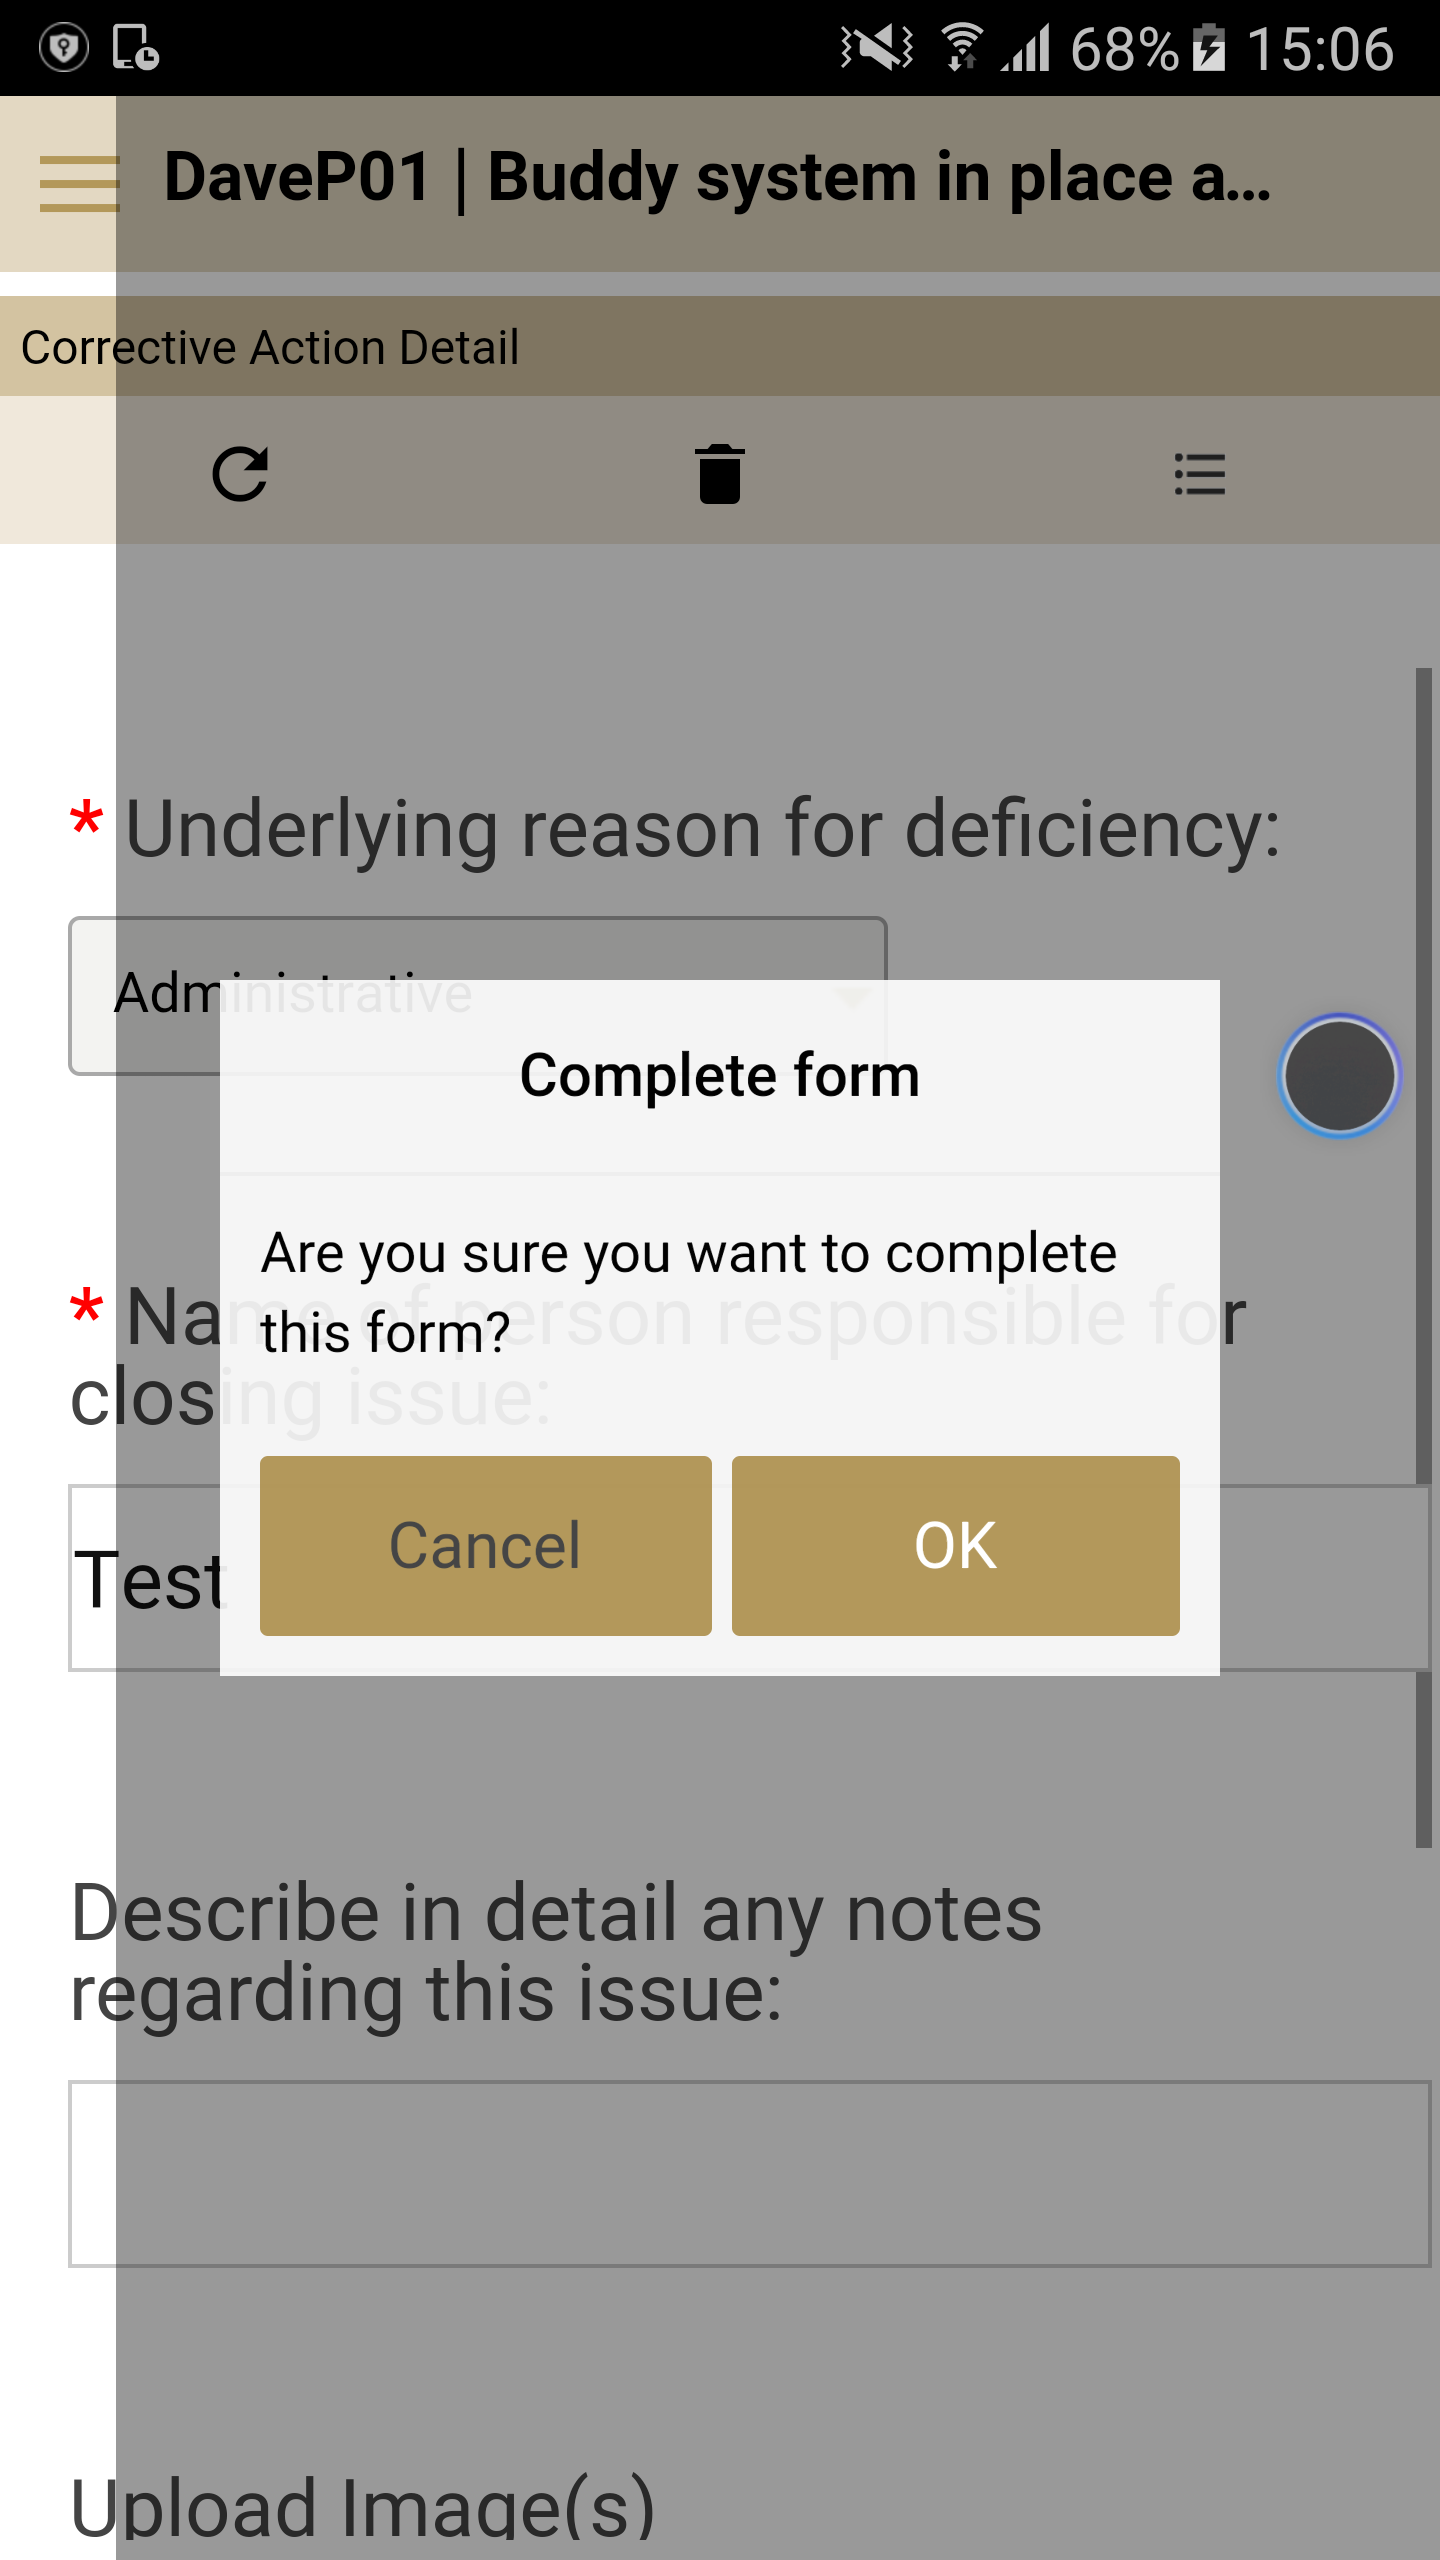 68% 15:06
DaveP01 | Buddy system in place a...
Corrective Action Detail
* Underlying reason for deficiency:
Administrative
Complete form
Are you sure you want to complete
this form?
* Name of person responsible for
closing issue:
Cancel
OK
Test
Describe in detail any notes
regarding this issue:
Upload Image(s)